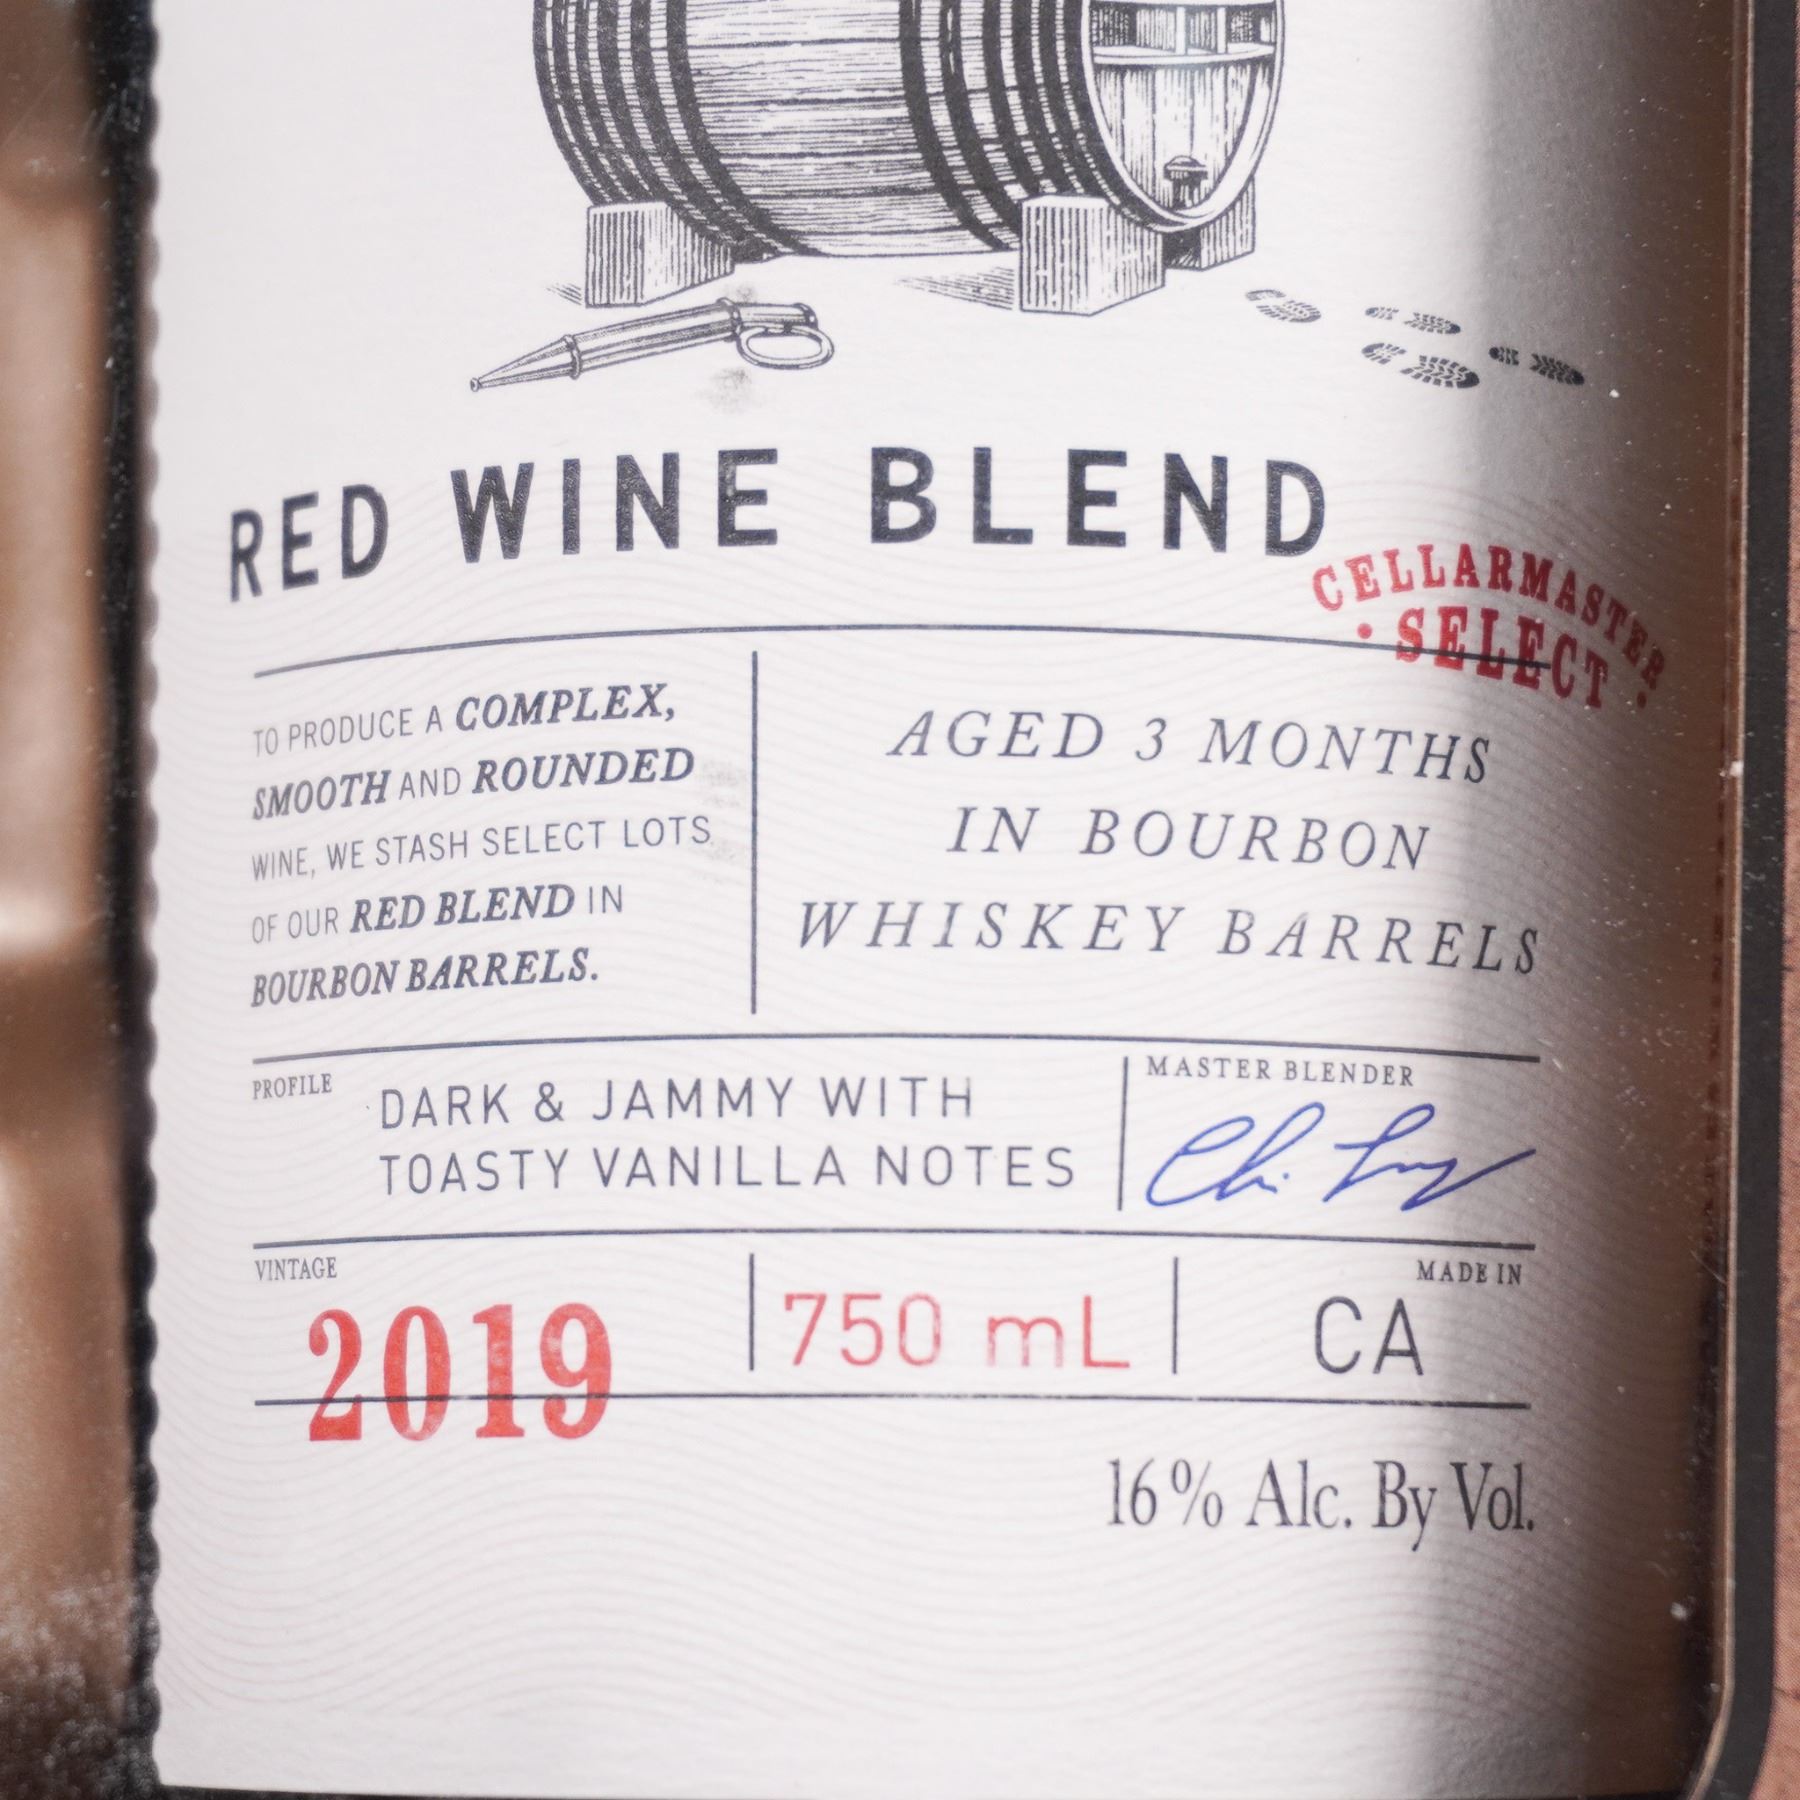 RED WINE BLEND
CELLARMASTER
• SELECT •
TO PRODUCE A COMPLEX,
SMOOTH AND ROUNDED
WINE, WE STASH SELECT LOTS
OF OUR RED BLEND IN
BOURBON BARRELS.
AGED 3 MONTHS
IN BOURBON
WHISKEY BARRELS
PROFILE
DARK & JAMMY WITH
TOASTY VANILLA NOTES
MASTER BLENDER
VINTAGE
2019
750 mL
MADE IN
CA
16% Alc. By Vol.